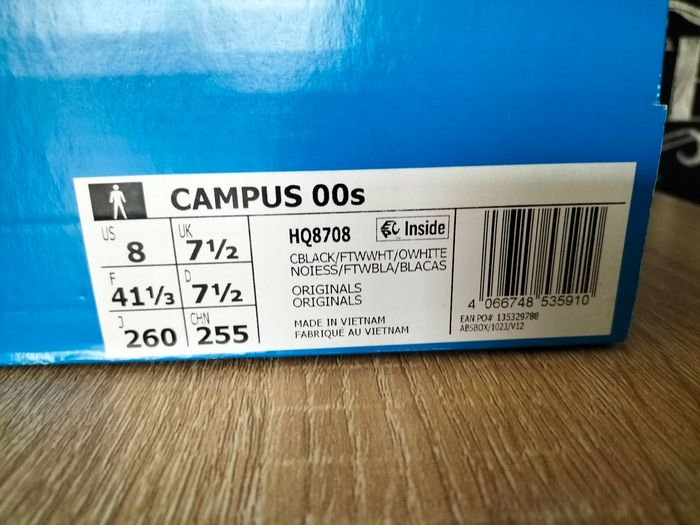 CAMPUS 00s
US 8 UK 7½
F 41⅓ D 7½
J 260 CHN 255
HQ8708 Inside
CBLACK/FTWWHT/OWHITE
NOIESS/FTWBLA/BLACAS
ORIGINALS
ORIGINALS
MADE IN VIETNAM
FABRIQUE AU VIETNAM
4 066748 535910
EAN PO# 135329788
ABSBOX/1023/V12